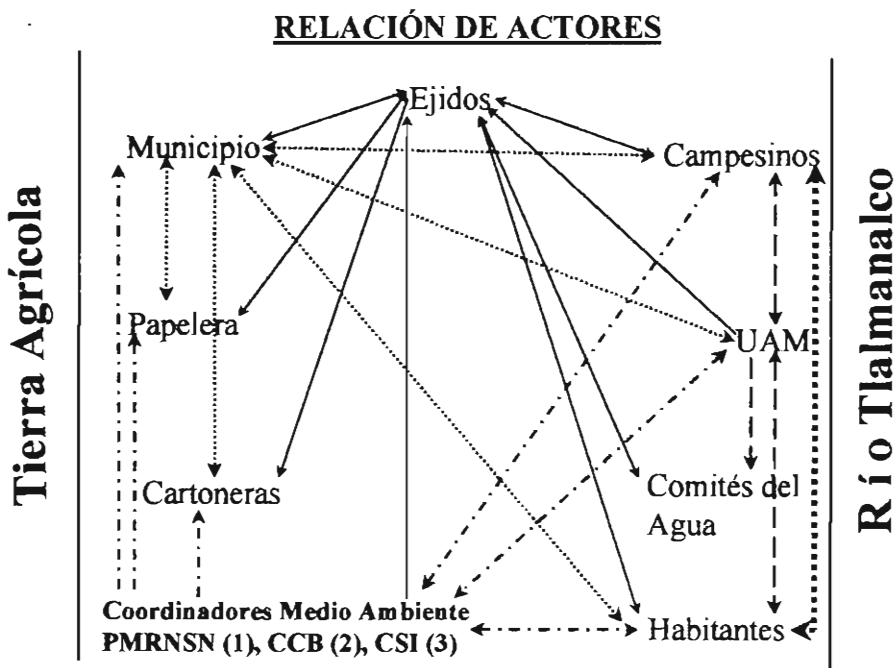 RELACIÓN DE ACTORES
Ejidos
Municipio
Campesinos
Tierra Agrícola
Río Tlalmanalco
Papelera
UAM
Cartoneras
Comités del
Agua
Coordinadores Medio Ambiente
PMRNSN (1), CCB (2), CSI (3)
Habitantes